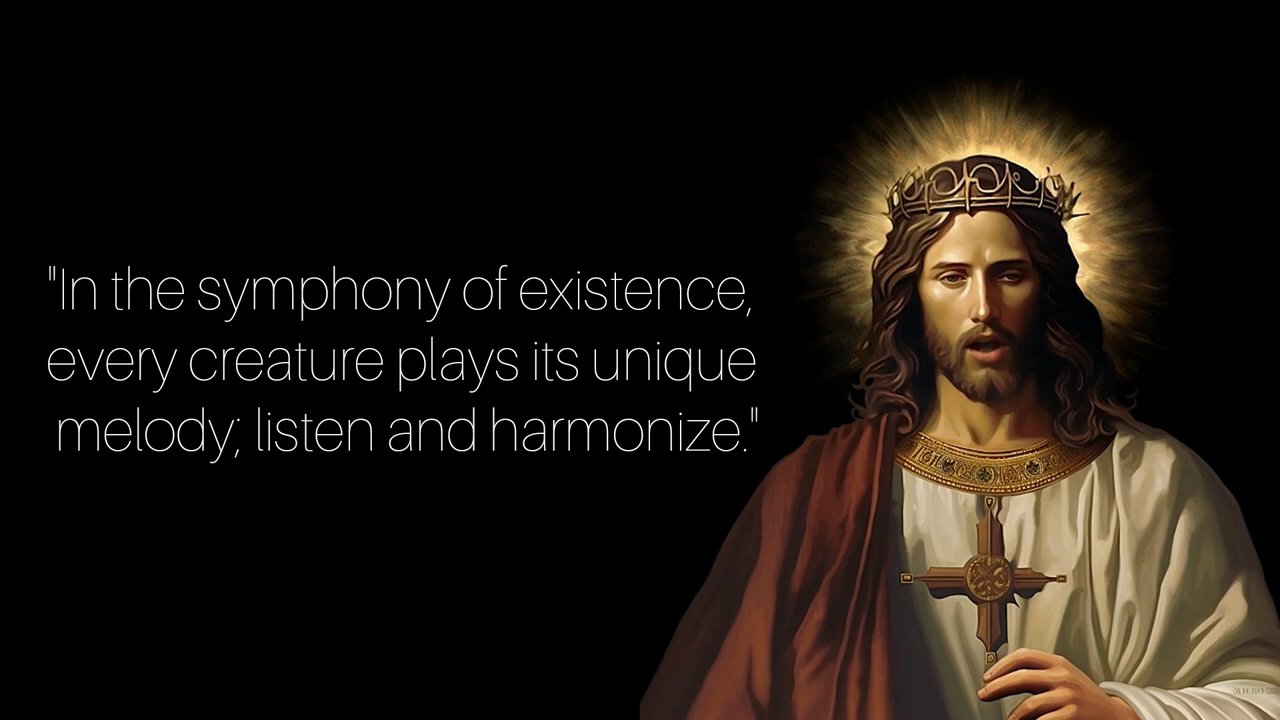 "In the symphony of existence,
every creature plays its unique
melody; listen and harmonize."